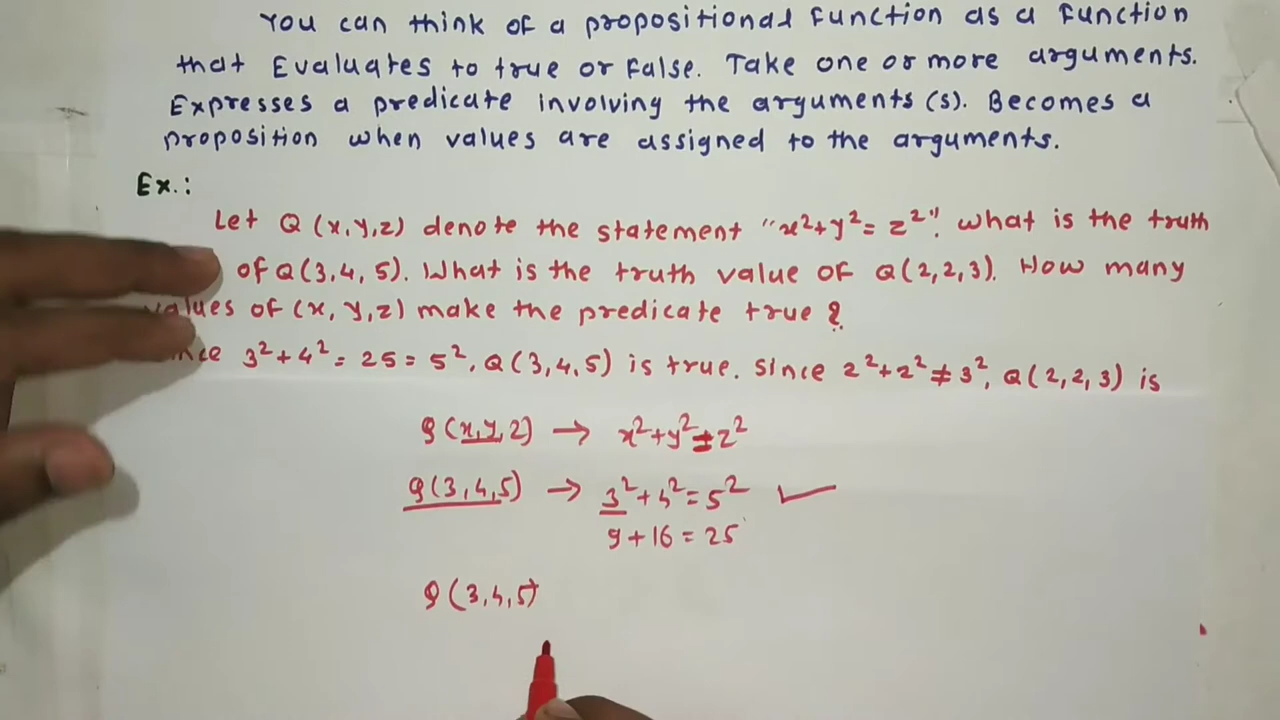 You can think of a propositional function as a function
that Evaluates to true or False. Take one or more arguments.
Expresses a predicate involving the arguments (s). Becomes a
proposition when values are assigned to the arguments.
Ex.:
Let Q (x,y,z) denote the statement "x²+y²= z²". what is the truth
of Q(3,4,5). What is the truth value of Q(2,2,3). How many
values of (x, y, z) make the predicate true ?
3²+4²= 25 = 5², Q(3,4,5) is true. Since 2²+2² ≠ 3², Q(2,2,3) is
Q (x,y,z) → x²+y²=z²
Q(3,4,5) → 3²+4²=5² ✓
9+16=25
Q(3,4,5)